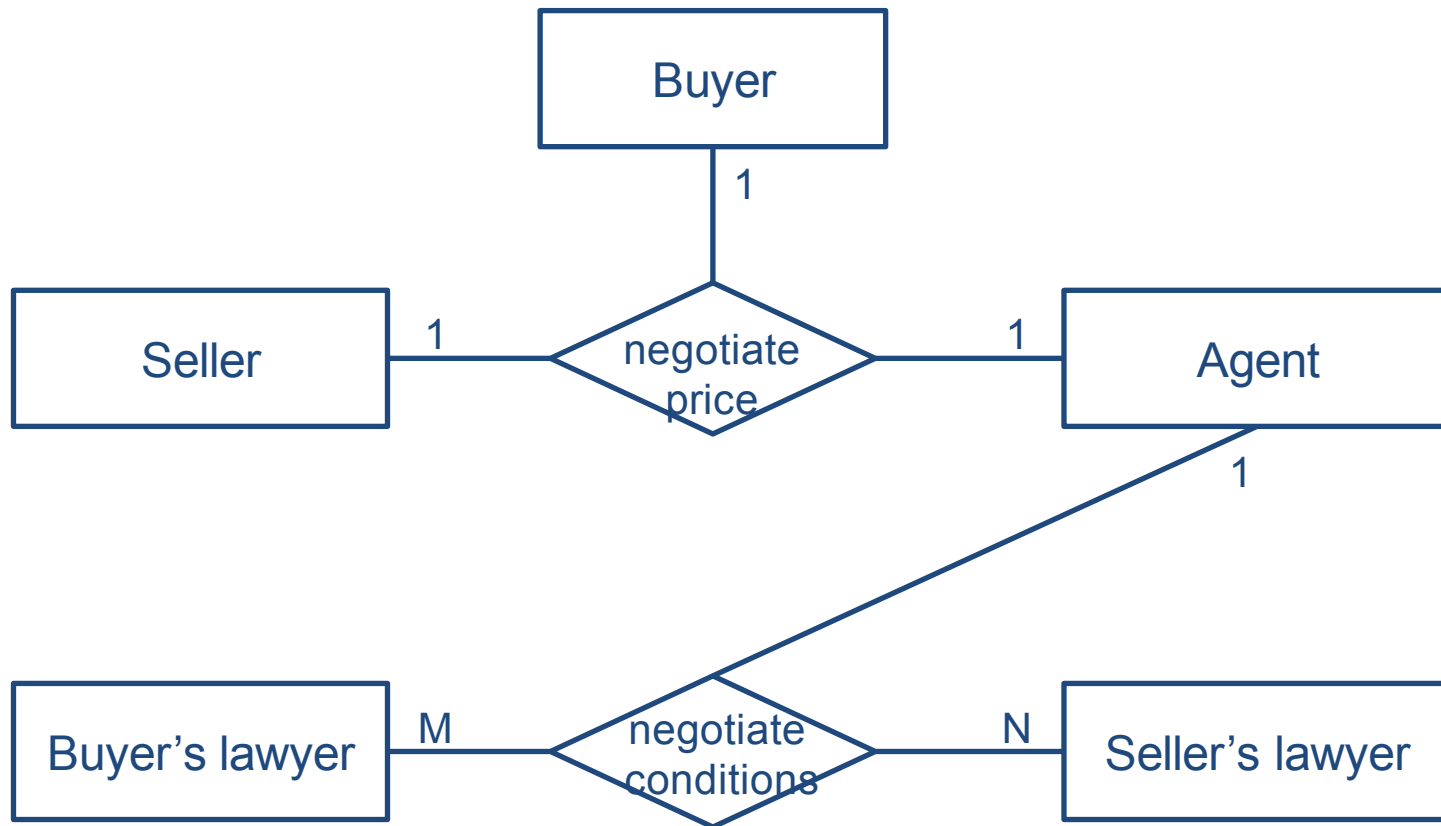 Buyer
1
Seller
1
negotiate
price
1
Agent
1
Buyer’s lawyer
M
negotiate
conditions
N
Seller’s lawyer